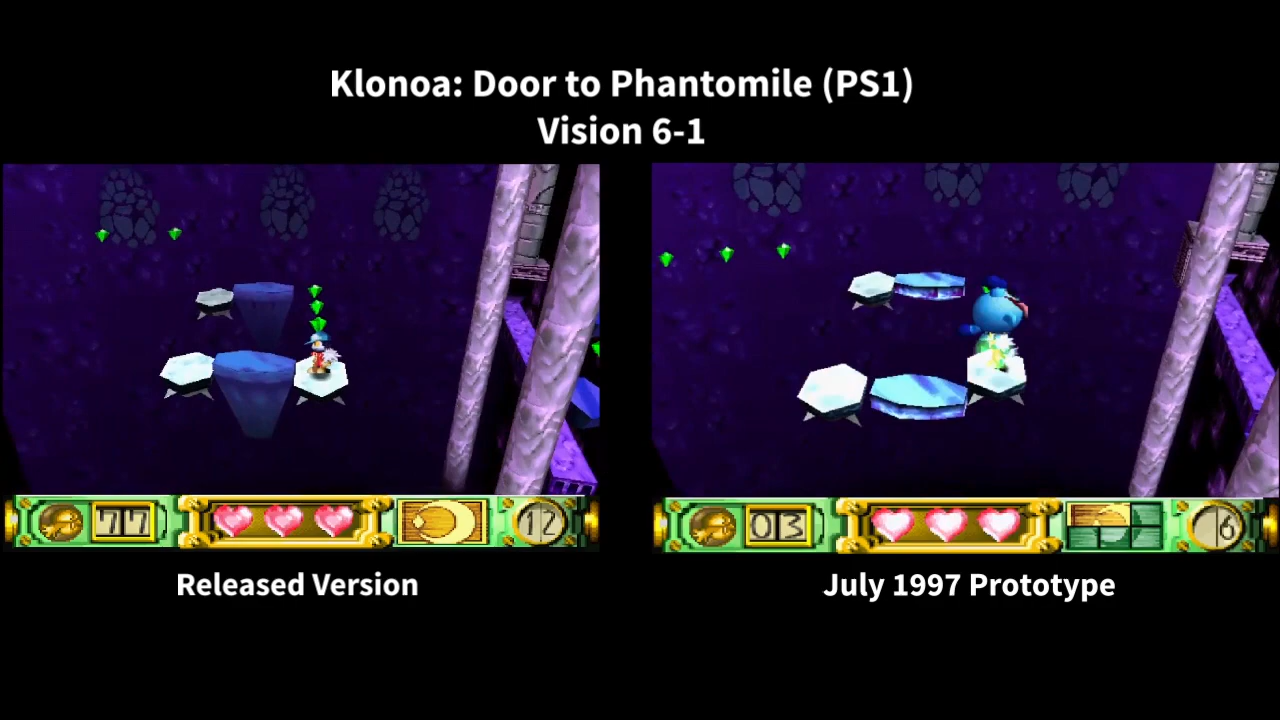 Klonoa: Door to Phantomile (PS1)
Vision 6-1
77 12
03 6
Released Version
July 1997 Prototype